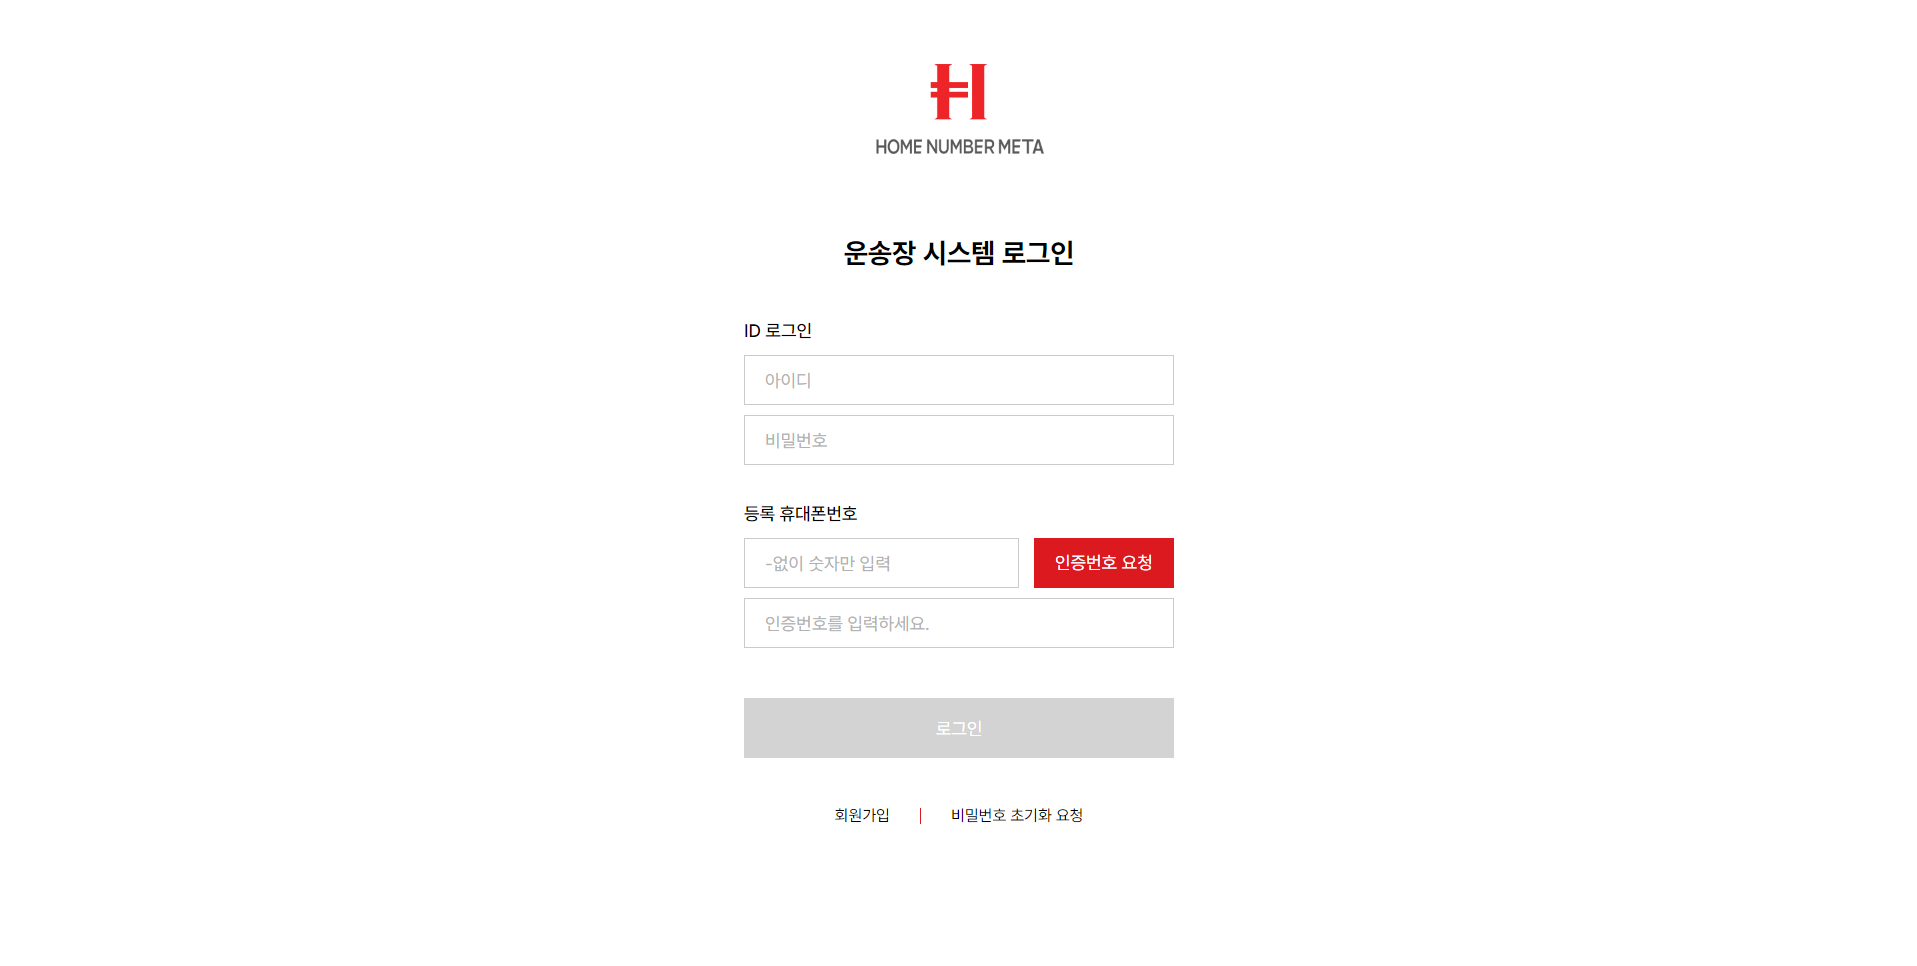 HOME NUMBER META
운송장 시스템 로그인
ID 로그인
아이디
비밀번호
등록 휴대폰번호
-없이 숫자만 입력
인증번호 요청
인증번호를 입력하세요.
로그인
회원가입 | 비밀번호 초기화 요청